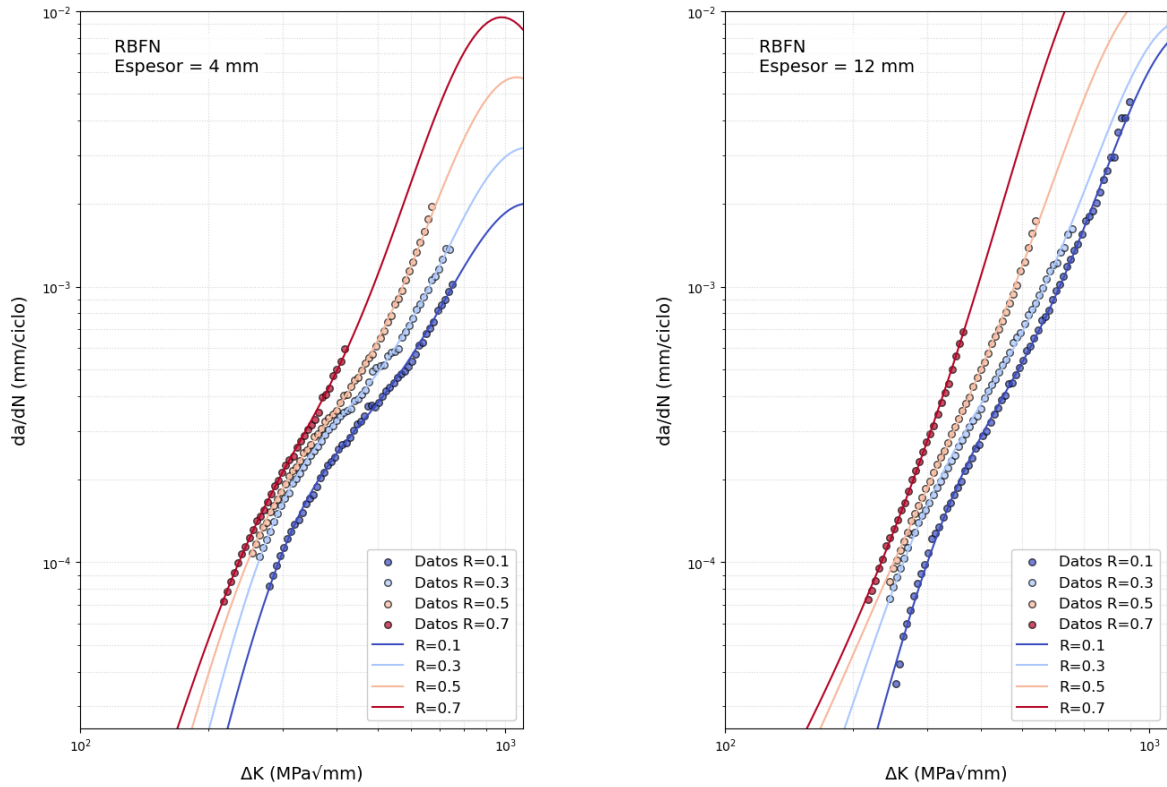 RBFN
Espesor = 4 mm
da/dN (mm/ciclo)
10⁻²
10⁻³
10⁻⁴
Datos R=0.1
Datos R=0.3
Datos R=0.5
Datos R=0.7
R=0.1
R=0.3
R=0.5
R=0.7
10² 10³
ΔK (MPa√mm)
RBFN
Espesor = 12 mm
da/dN (mm/ciclo)
10⁻²
10⁻³
10⁻⁴
Datos R=0.1
Datos R=0.3
Datos R=0.5
Datos R=0.7
R=0.1
R=0.3
R=0.5
R=0.7
10² 10³
ΔK (MPa√mm)